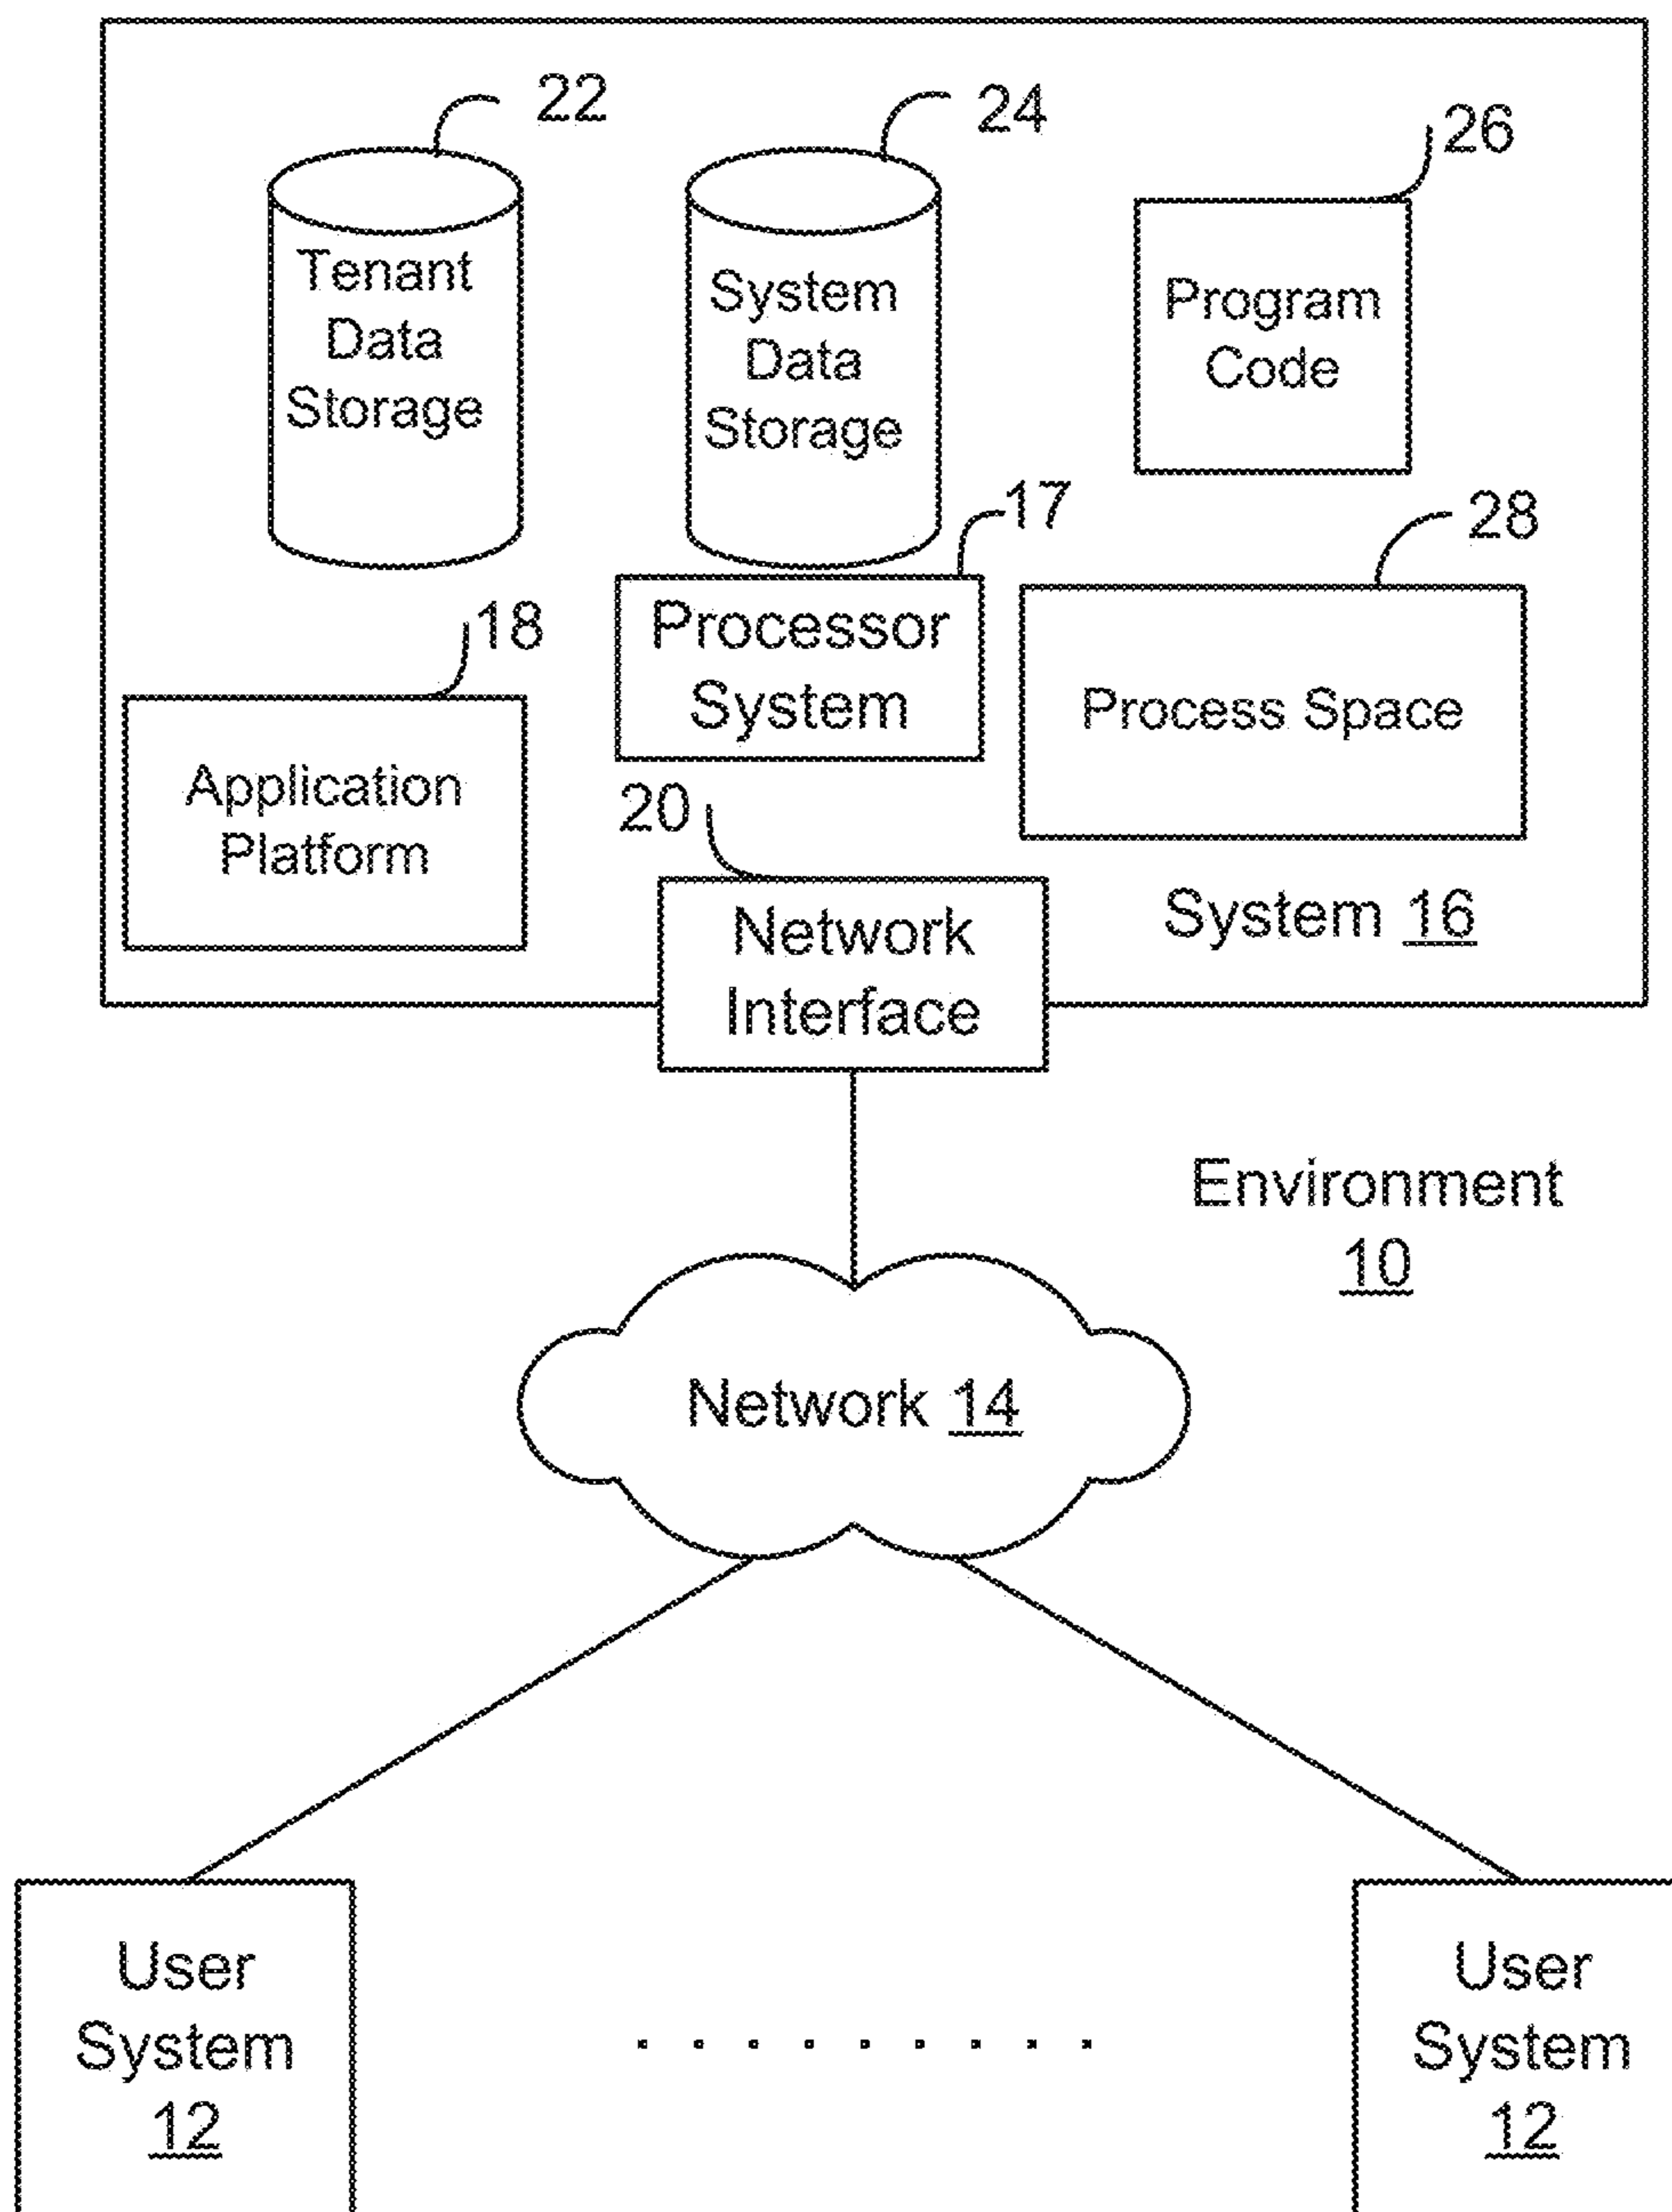 22
24
26
Tenant
Data
Storage
System
Data
Storage
Program
Code
17
28
18
Processor
System
Process Space
Application
Platform
20
Network
Interface
System 16
Environment
10
Network 14
User
System
12
User
System
12